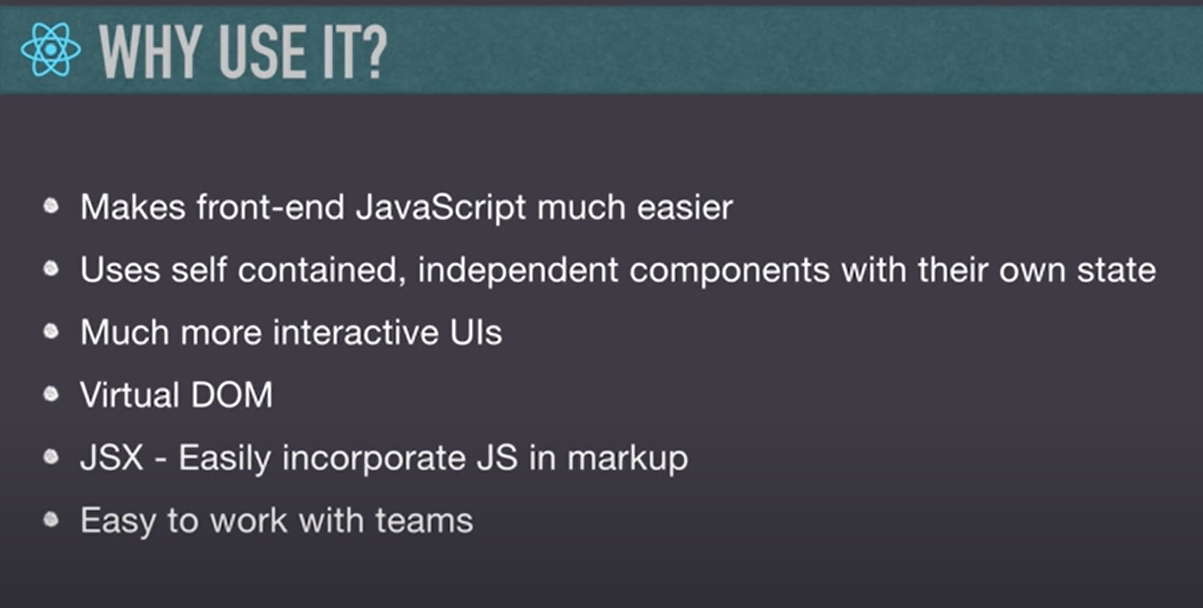 WHY USE IT?
Makes front-end JavaScript much easier
Uses self contained, independent components with their own state
Much more interactive UIs
Virtual DOM
JSX - Easily incorporate JS in markup
Easy to work with teams